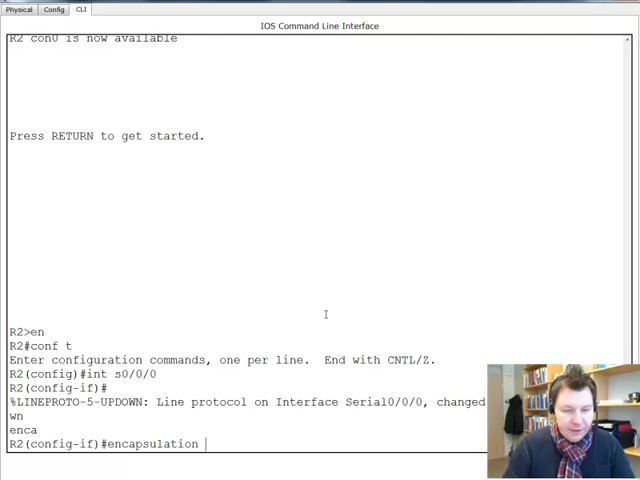 Physical Config CLI
IOS Command Line Interface
R2 con0 is now available
Press RETURN to get started.
R2>en
R2#conf t
Enter configuration commands, one per line.  End with CNTL/Z.
R2(config)#int s0/0/0
R2(config-if)#
%LINEPROTO-5-UPDOWN: Line protocol on Interface Serial0/0/0, changed
wn
enca
R2(config-if)#encapsulation